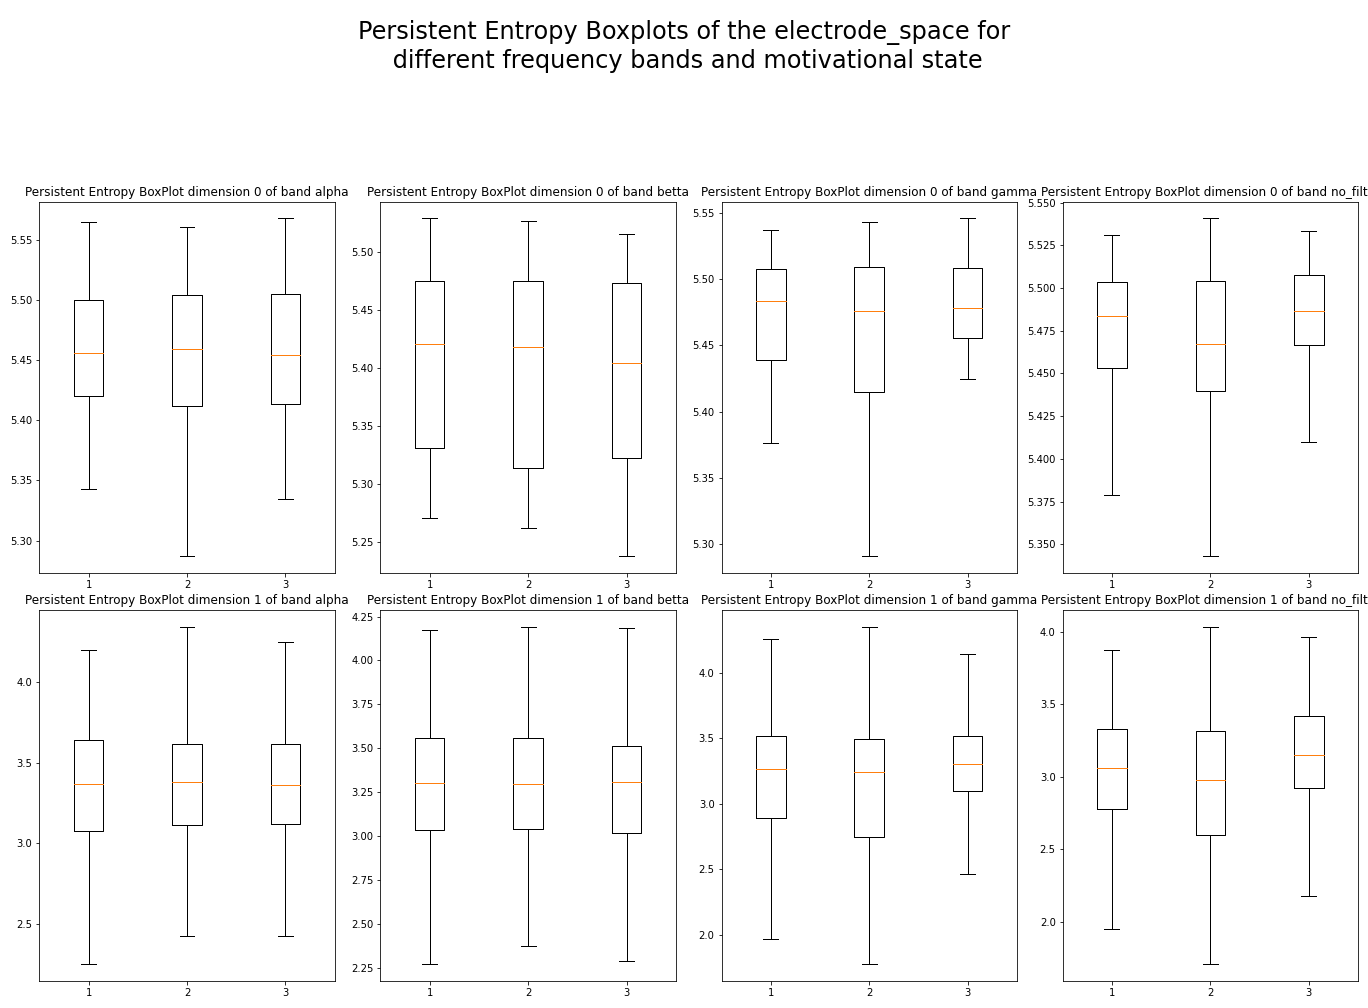 Persistent Entropy Boxplots of the electrode_space for
different frequency bands and motivational state
Persistent Entropy BoxPlot dimension 0 of band alpha
5.55
5.50
5.45
5.40
5.35
5.30
1 2 3
Persistent Entropy BoxPlot dimension 0 of band betta
5.50
5.45
5.40
5.35
5.30
5.25
1 2 3
Persistent Entropy BoxPlot dimension 0 of band gamma
5.55
5.50
5.45
5.40
5.35
5.30
1 2 3
Persistent Entropy BoxPlot dimension 0 of band no_filt
5.550
5.525
5.500
5.475
5.450
5.425
5.400
5.375
5.350
1 2 3
Persistent Entropy BoxPlot dimension 1 of band alpha
4.0
3.5
3.0
2.5
1 2 3
Persistent Entropy BoxPlot dimension 1 of band betta
4.25
4.00
3.75
3.50
3.25
3.00
2.75
2.50
2.25
1 2 3
Persistent Entropy BoxPlot dimension 1 of band gamma
4.0
3.5
3.0
2.5
2.0
1 2 3
Persistent Entropy BoxPlot dimension 1 of band no_filt
4.0
3.5
3.0
2.5
2.0
1 2 3